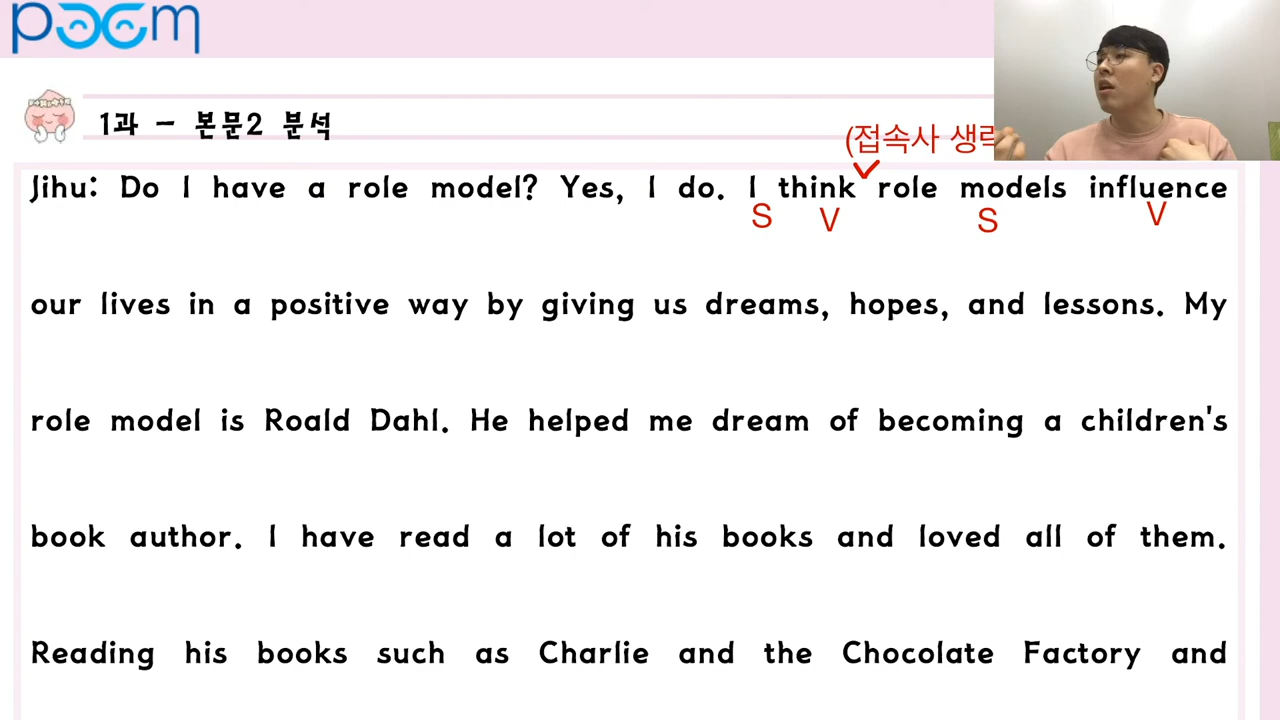 poem
1과 - 본문2 분석
(접속사 생략
Jihu: Do I have a role model? Yes, I do. I think role models influence
S V S V
our lives in a positive way by giving us dreams, hopes, and lessons. My
role model is Roald Dahl. He helped me dream of becoming a children's
book author. I have read a lot of his books and loved all of them.
Reading his books such as Charlie and the Chocolate Factory and